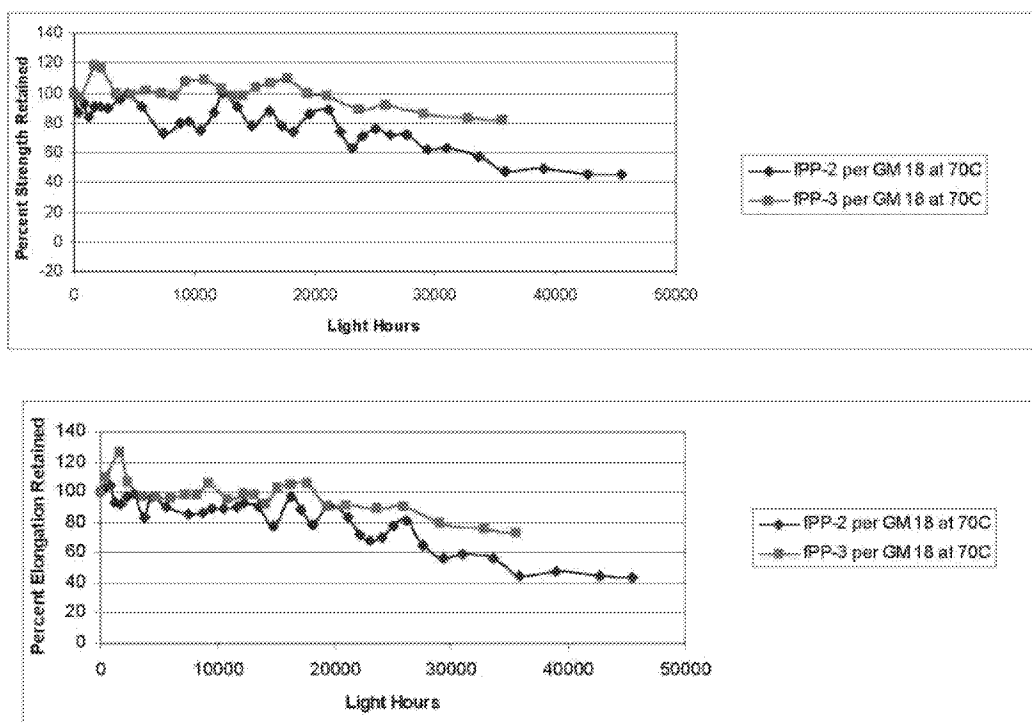 140
120
100
80
60
40
20
0
-20
Percent Strength Retained
0 10000 20000 30000 40000 50000
Light Hours
fPP-2 per GM 18 at 70C
fPP-3 per GM 18 at 70C
140
120
100
80
60
40
20
0
Percent Elongation Retained
0 10000 20000 30000 40000 50000
Light Hours
fPP-2 per GM 18 at 70C
fPP-3 per GM 18 at 70C